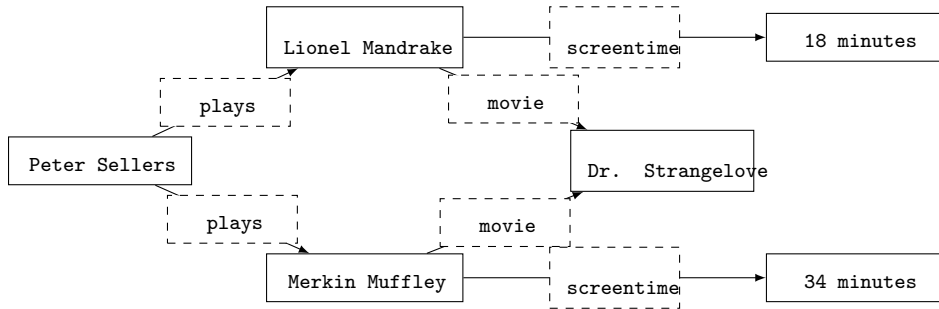 Lionel Mandrake
screentime
18 minutes
plays
movie
Peter Sellers
Dr. Strangelove
plays
movie
Merkin Muffley
screentime
34 minutes